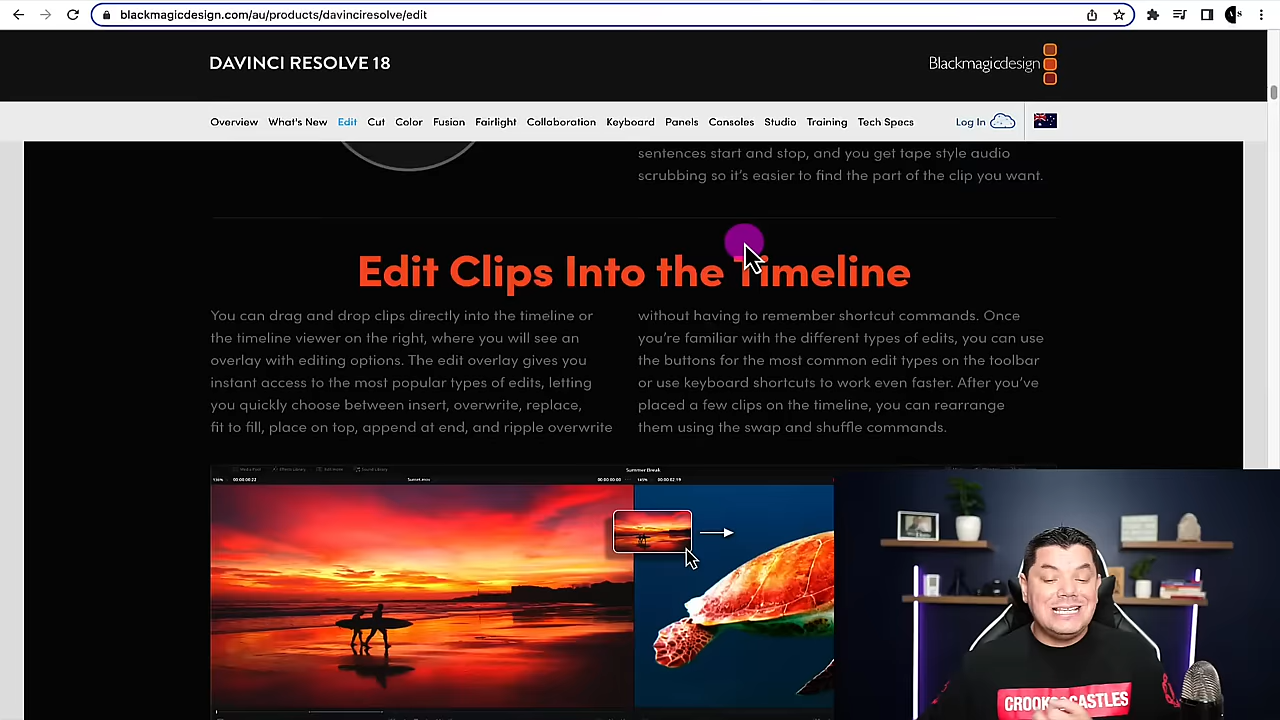 blackmagicdesign.com/au/products/davinciresolve/edit
DAVINCI RESOLVE 18
Blackmagicdesign
Overview What's New Edit Cut Color Fusion Fairlight Collaboration Keyboard Panels Consoles Studio Training Tech Specs Log In
sentences start and stop, and you get tape style audio
scrubbing so it's easier to find the part of the clip you want.
Edit Clips Into the Timeline
You can drag and drop clips directly into the timeline or
the timeline viewer on the right, where you will see an
overlay with editing options. The edit overlay gives you
instant access to the most popular types of edits, letting
you quickly choose between insert, overwrite, replace,
fit to fill, place on top, append at end, and ripple overwrite
without having to remember shortcut commands. Once
you're familiar with the different types of edits, you can use
the buttons for the most common edit types on the toolbar
or use keyboard shortcuts to work even faster. After you've
placed a few clips on the timeline, you can rearrange
them using the swap and shuffle commands.
Summer Break